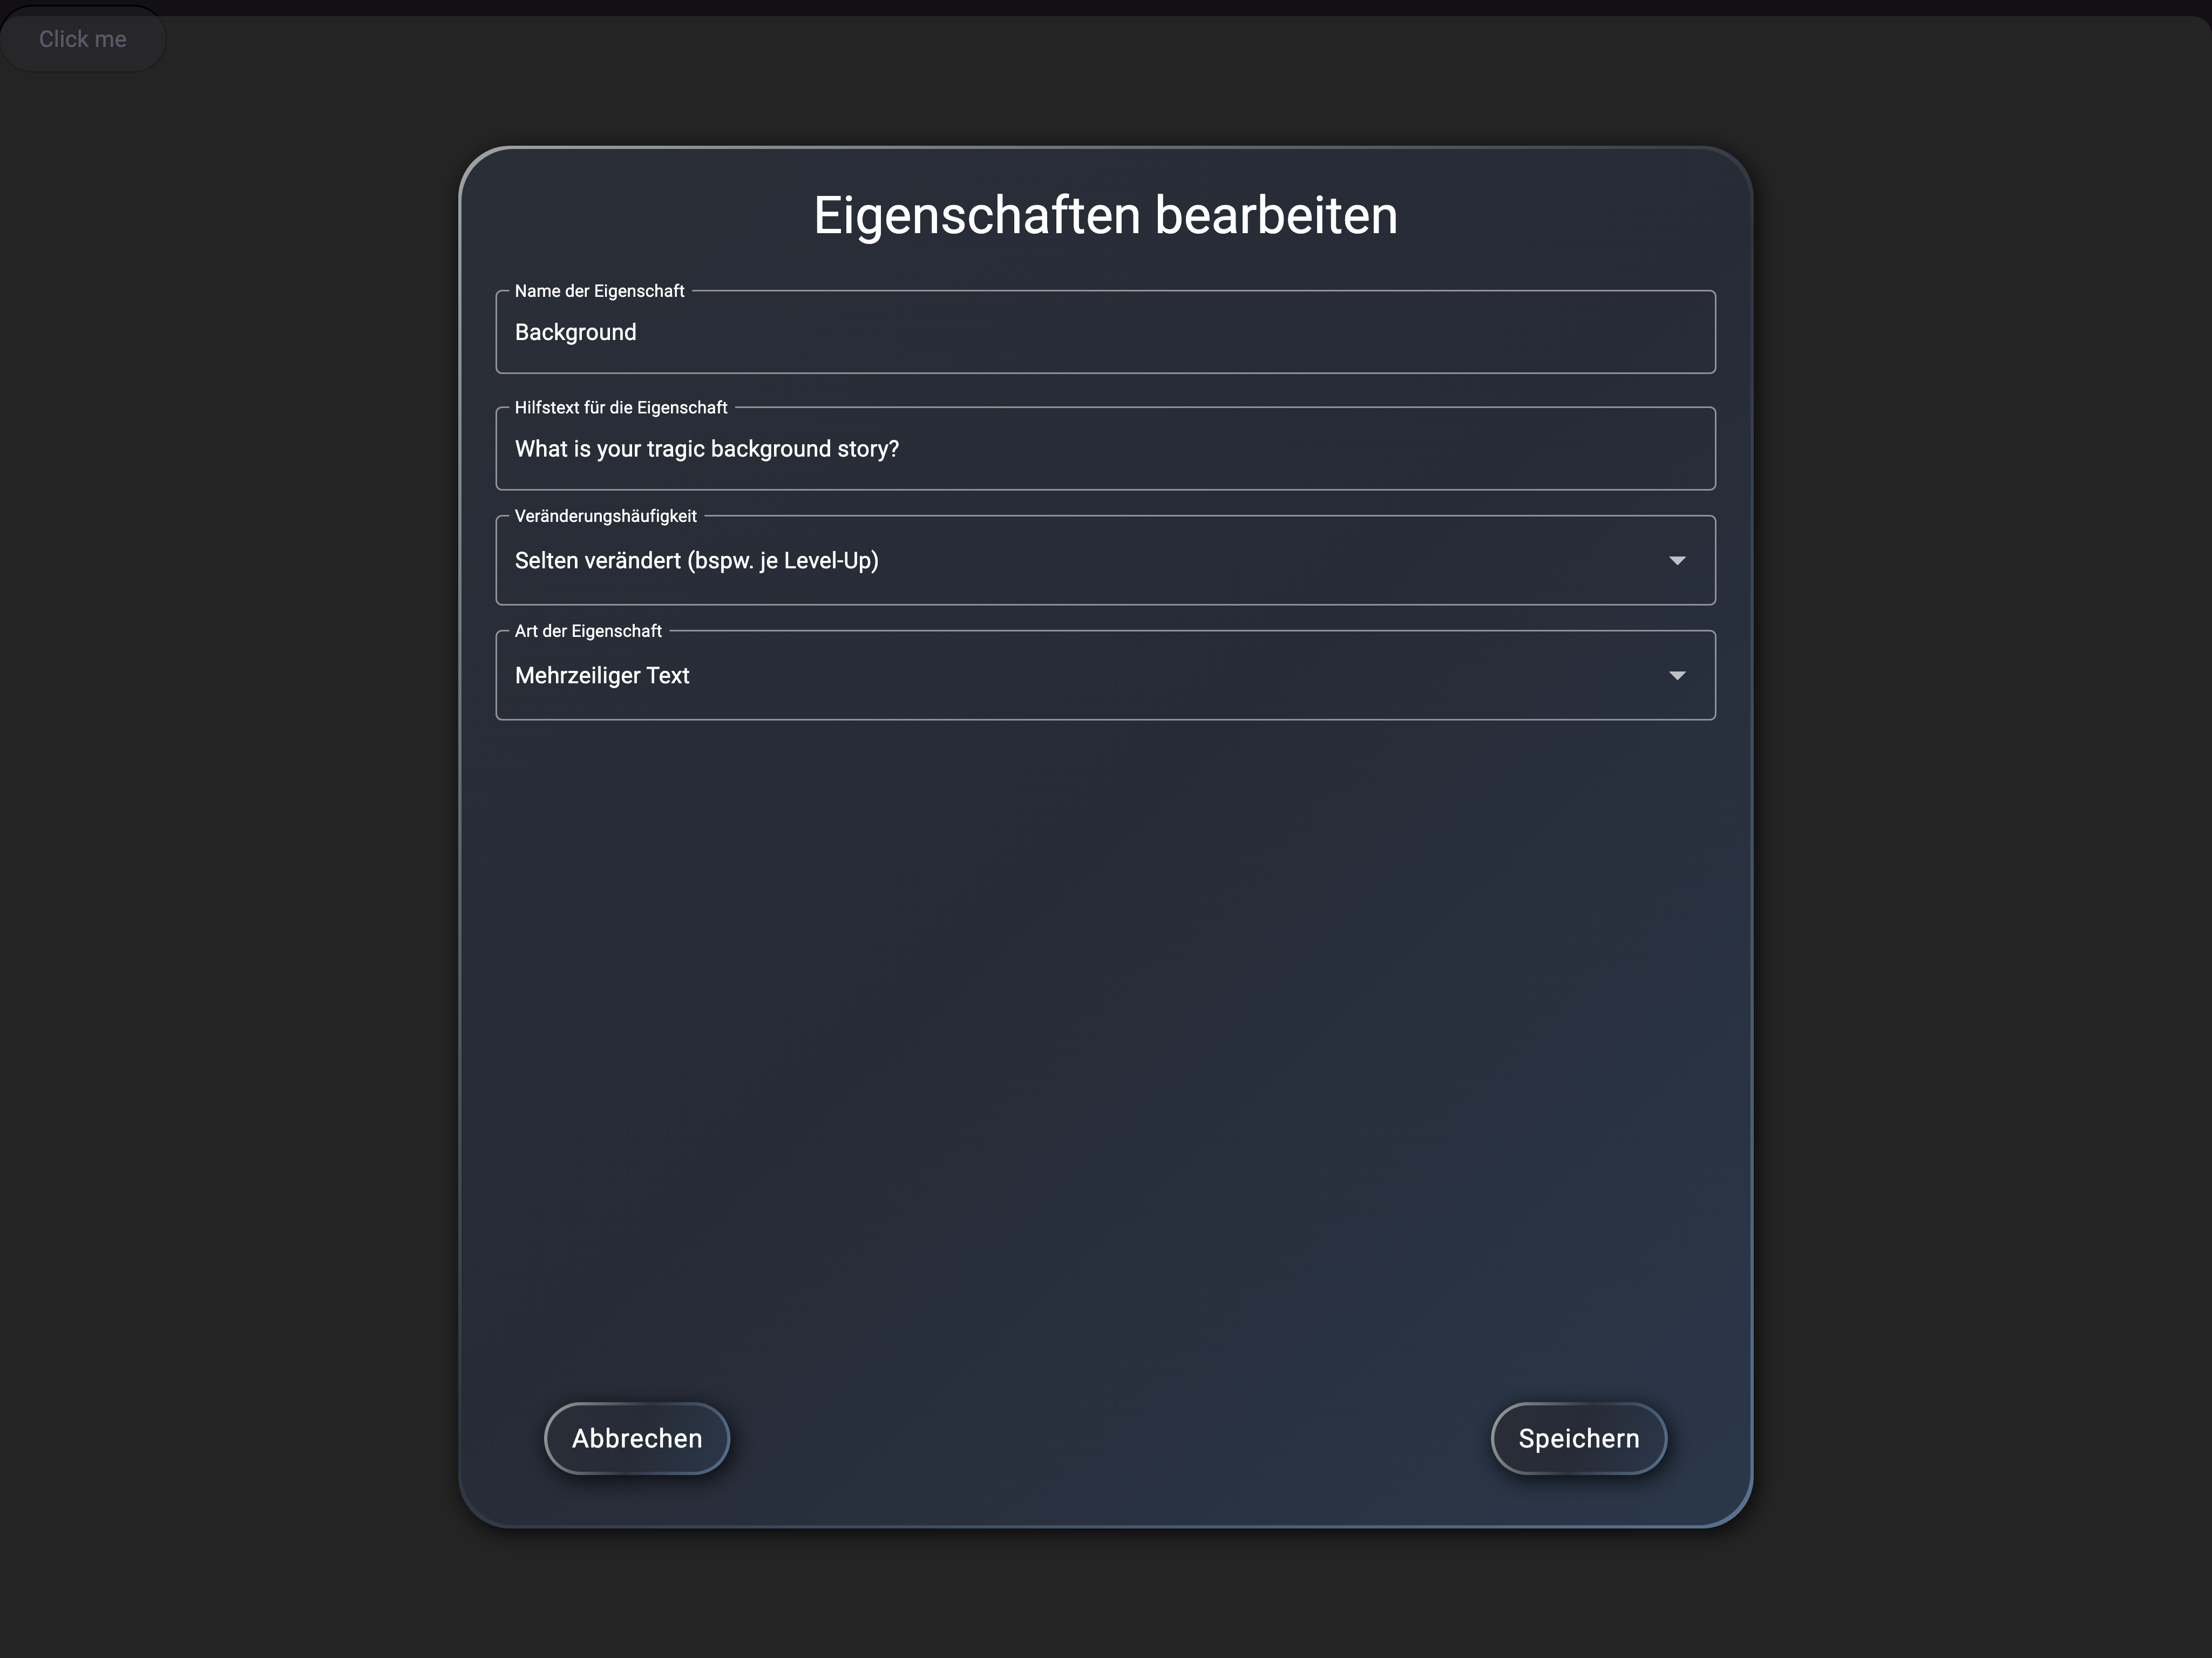 Click me
Eigenschaften bearbeiten
Name der Eigenschaft
Background
Hilfstext für die Eigenschaft
What is your tragic background story?
Veränderungshäufigkeit
Selten verändert (bspw. je Level-Up)
Art der Eigenschaft
Mehrzeiliger Text
Abbrechen
Speichern